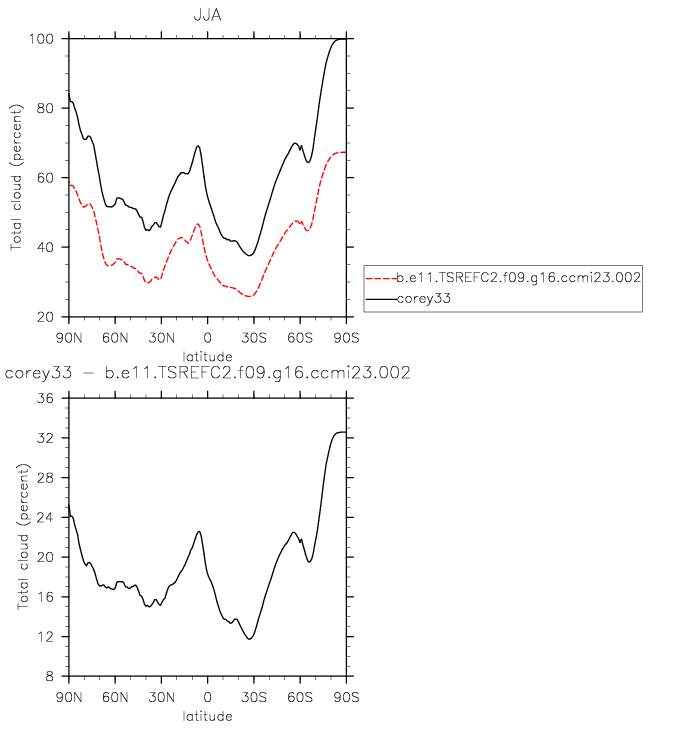 JJA
Total cloud (percent)
100
80
60
40
20
90N 60N 30N 0 30S 60S 90S
latitude
b.e11.TSREFC2.f09.g16.ccmi23.002
corey33
corey33 - b.e11.TSREFC2.f09.g16.ccmi23.002
Total cloud (percent)
36
32
28
24
20
16
12
8
90N 60N 30N 0 30S 60S 90S
latitude